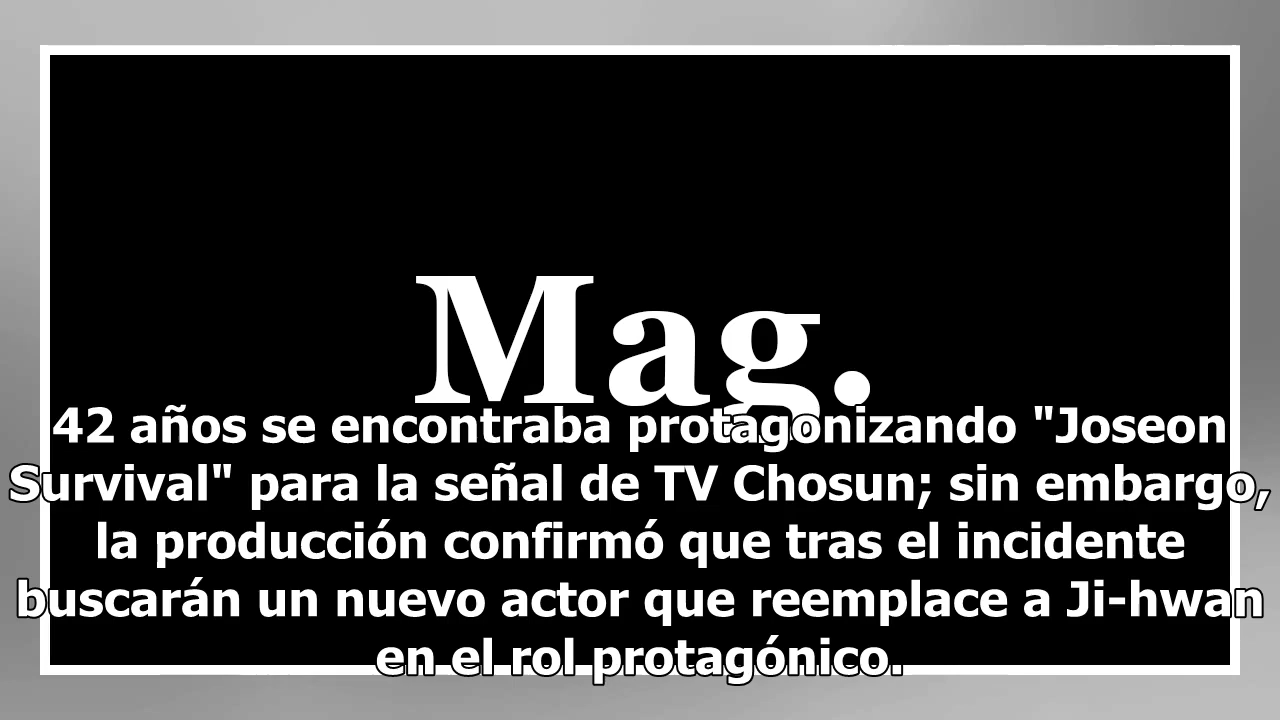 Mag.
42 años se encontraba protagonizando "Joseon
Survival" para la señal de TV Chosun; sin embargo,
la producción confirmó que tras el incidente
buscarán un nuevo actor que reemplace a Ji-hwan
en el rol protagónico.